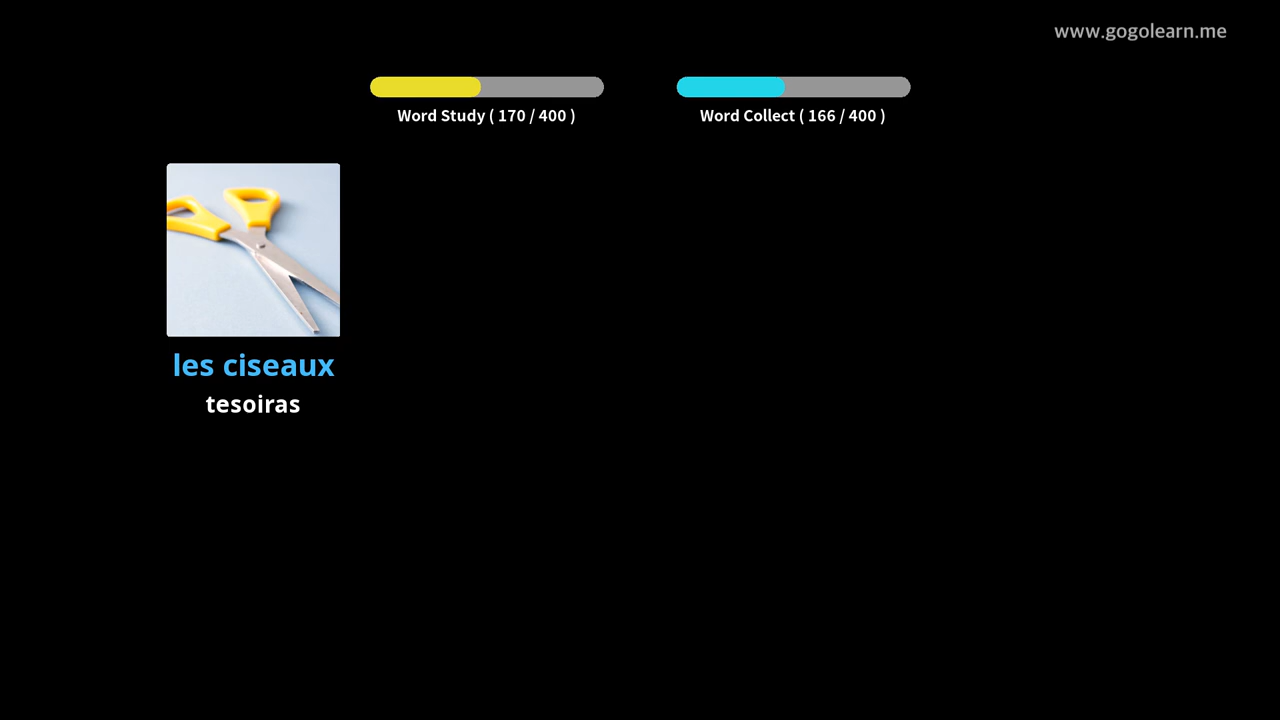 www.gogolearn.me
Word Study ( 170 / 400 )
Word Collect ( 166 / 400 )
les ciseaux
tesoiras